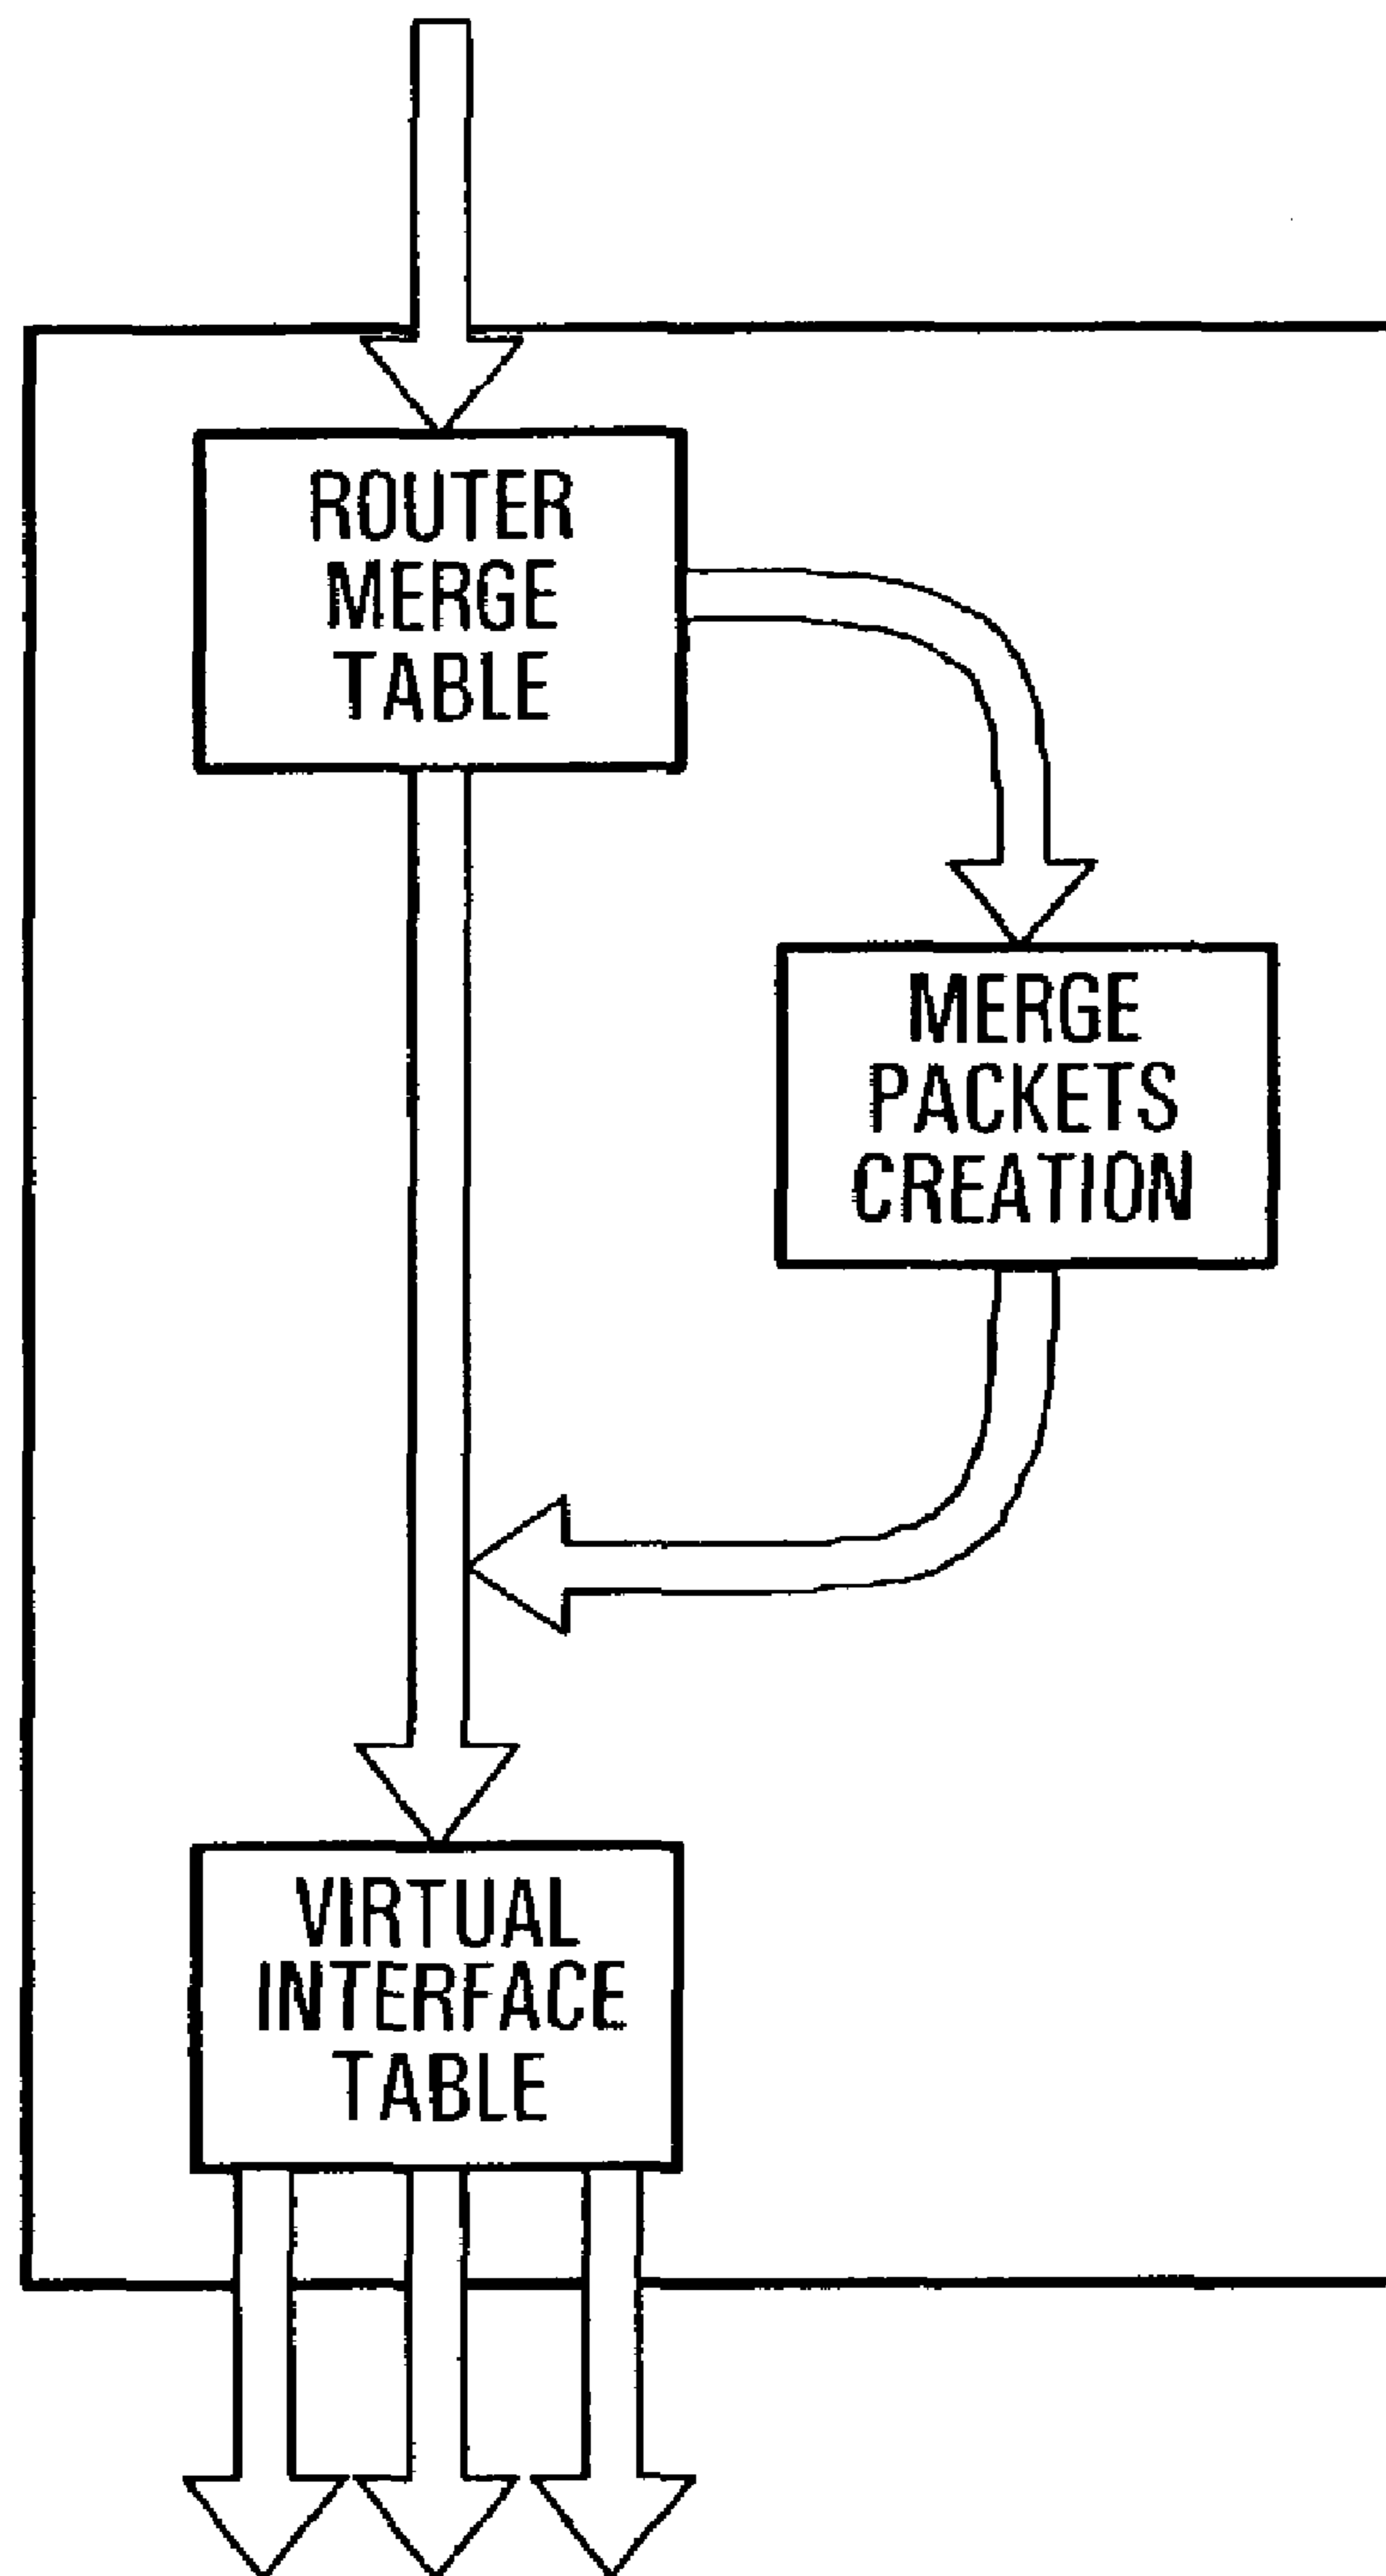 ROUTER
MERGE
TABLE
MERGE
PACKETS
CREATION
VIRTUAL
INTERFACE
TABLE